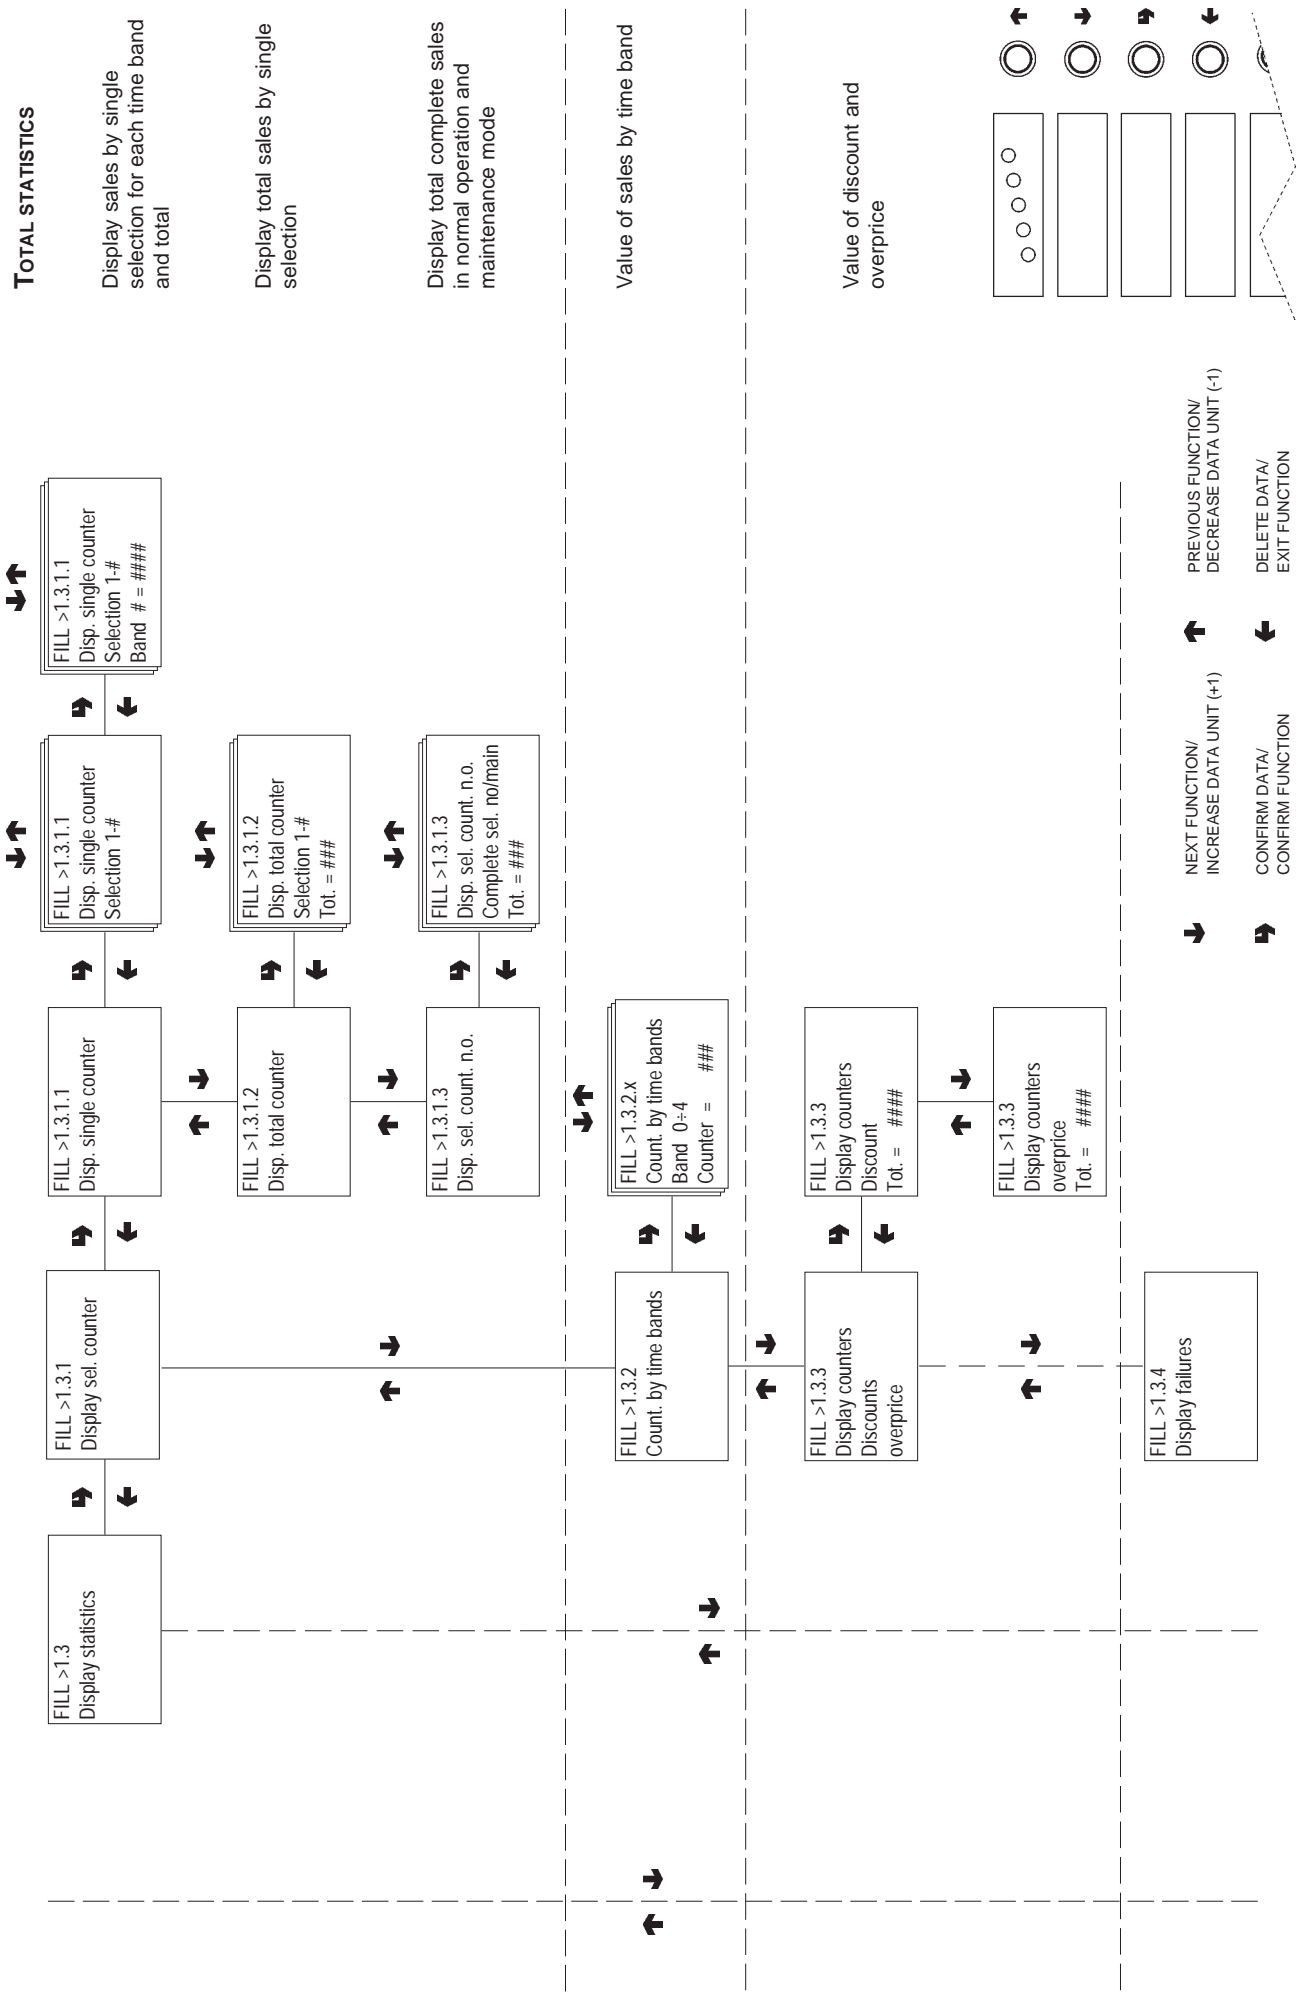 TOTAL STATISTICS
FILL >1.3
Display statistics
FILL >1.3.1
Display sel. counter
FILL >1.3.1.1
Disp. single counter
FILL >1.3.1.1
Disp. single counter
Selection 1-#
FILL >1.3.1.1
Disp. single counter
Selection 1-#
Band # = ####
Display sales by single
selection for each time band
and total
FILL >1.3.1.2
Disp. total counter
FILL >1.3.1.2
Disp. total counter
Selection 1-#
Tot. = ###
Display total sales by single
selection
FILL >1.3.1.3
Disp. sel. count. n.o.
FILL >1.3.1.3
Disp. sel. count. n.o.
Complete sel. no/main
Tot. = ###
Display total complete sales
in normal operation and
maintenance mode
FILL >1.3.2
Count. by time bands
FILL >1.3.2.x
Count. by time bands
Band 0÷4
Counter = ###
Value of sales by time band
FILL >1.3.3
Display counters
Discounts
overprice
FILL >1.3.3
Display counters
Discount
Tot. = ####
Value of discount and
overprice
FILL >1.3.3
Display counters
overprice
Tot. = ####
FILL >1.3.4
Display failures
NEXT FUNCTION/
INCREASE DATA UNIT (+1)
PREVIOUS FUNCTION/
DECREASE DATA UNIT (-1)
CONFIRM DATA/
CONFIRM FUNCTION
DELETE DATA/
EXIT FUNCTION